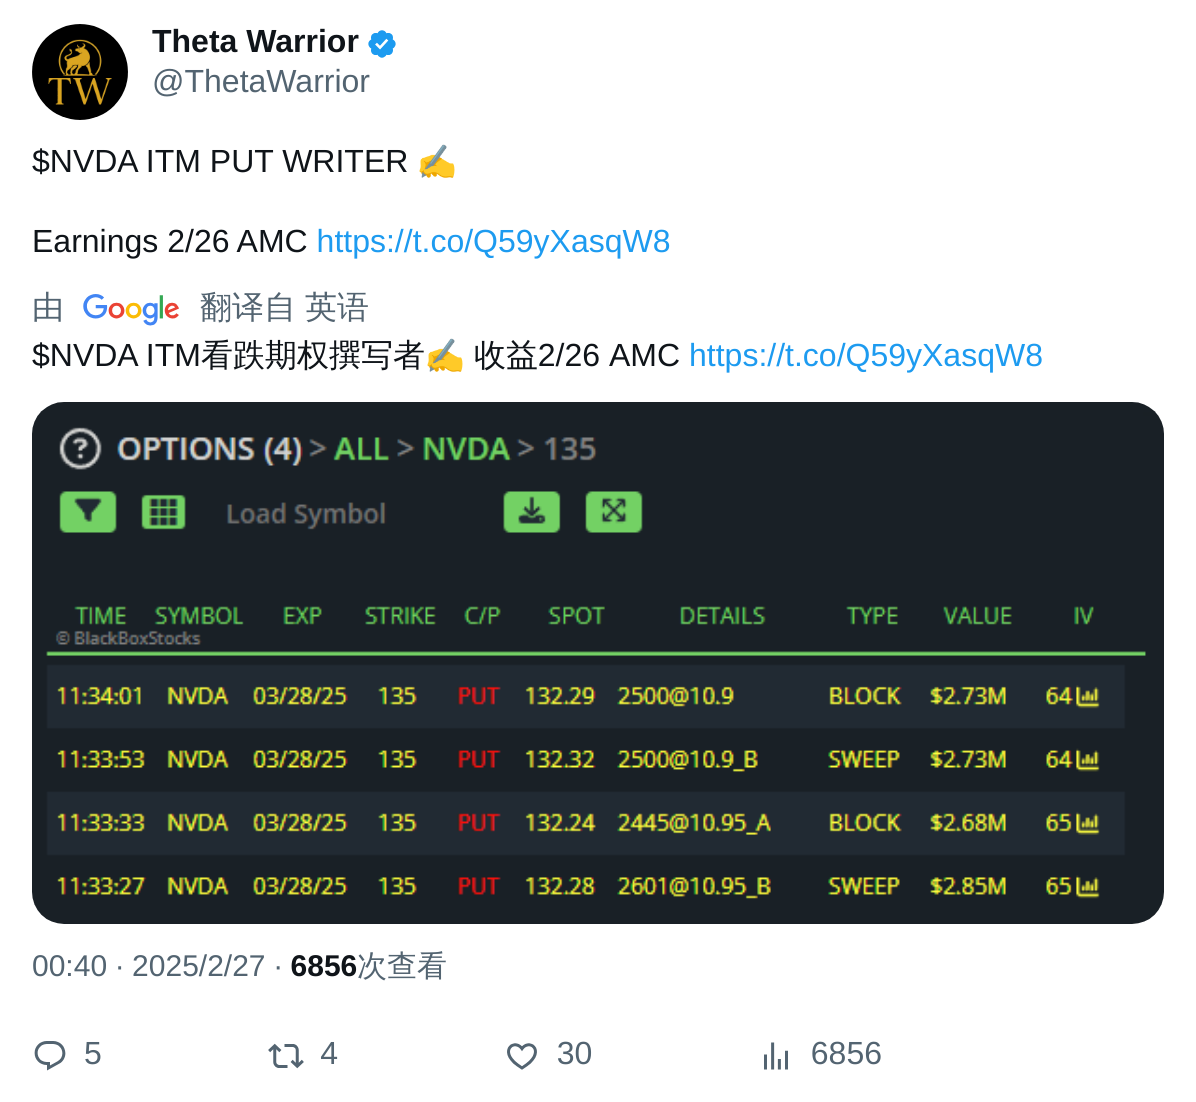 TW
Theta Warrior
@ThetaWarrior
$NVDA ITM PUT WRITER ✍️
Earnings 2/26 AMC https://t.co/Q59yXasqW8
由 Google 翻译自 英语
$NVDA ITM看跌期权撰写者✍️ 收益2/26 AMC https://t.co/Q59yXasqW8
? OPTIONS (4) > ALL > NVDA > 135
Load Symbol
TIME SYMBOL EXP STRIKE C/P SPOT DETAILS TYPE VALUE IV
© BlackBoxStocks
11:34:01 NVDA 03/28/25 135 PUT 132.29 2500@10.9 BLOCK $2.73M 64
11:33:53 NVDA 03/28/25 135 PUT 132.32 2500@10.9_B SWEEP $2.73M 64
11:33:33 NVDA 03/28/25 135 PUT 132.24 2445@10.95_A BLOCK $2.68M 65
11:33:27 NVDA 03/28/25 135 PUT 132.28 2601@10.95_B SWEEP $2.85M 65
00:40 · 2025/2/27 · 6856次查看
5 4 30 6856